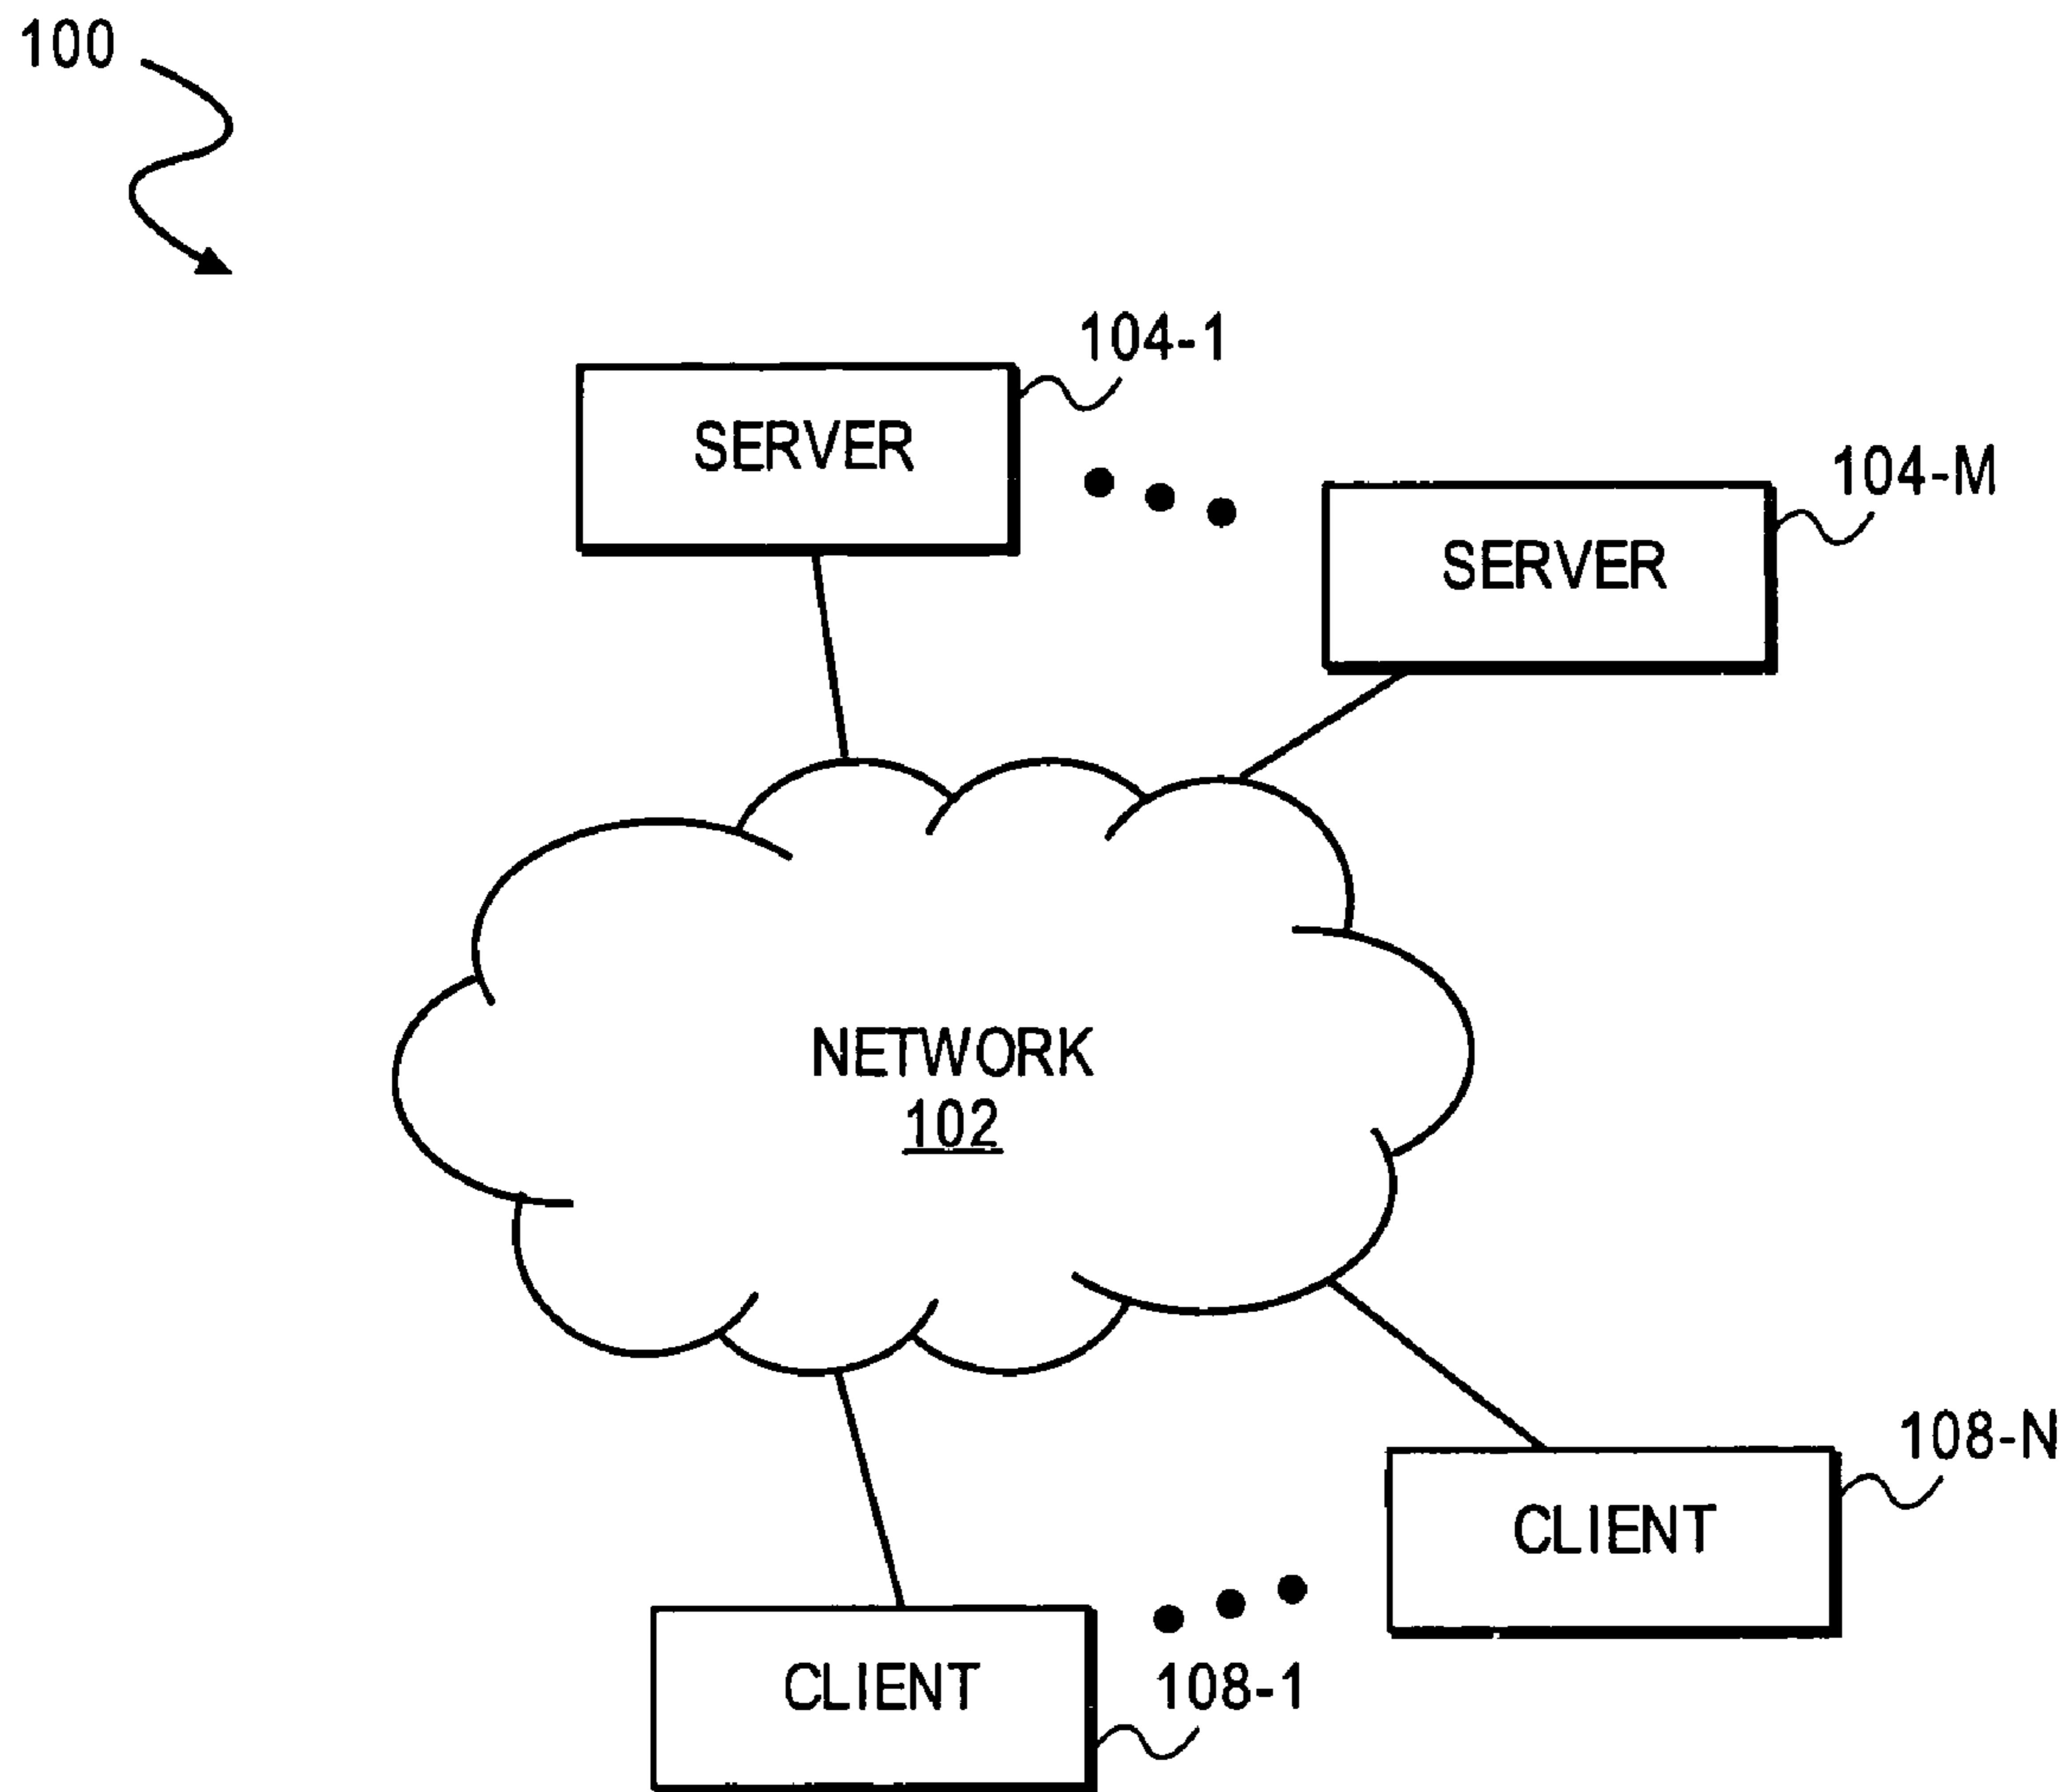 100
104-1
SERVER
104-M
SERVER
NETWORK
102
108-N
CLIENT
CLIENT
108-1